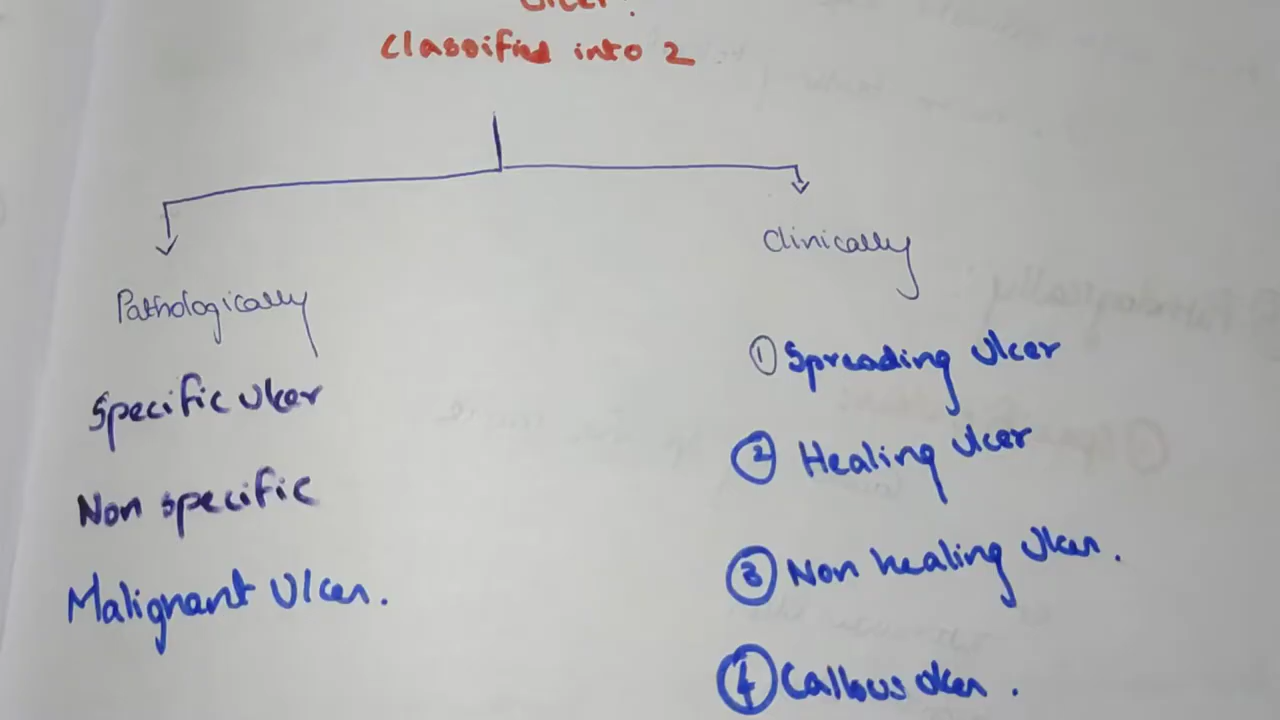 Ulcer.
Classified into 2
Pathologically
Specific Ulcer
Non specific
Malignant Ulcer.
Clinically
① Spreading Ulcer
② Healing Ulcer
③ Non healing Ulcer.
④ Callous Ulcer.